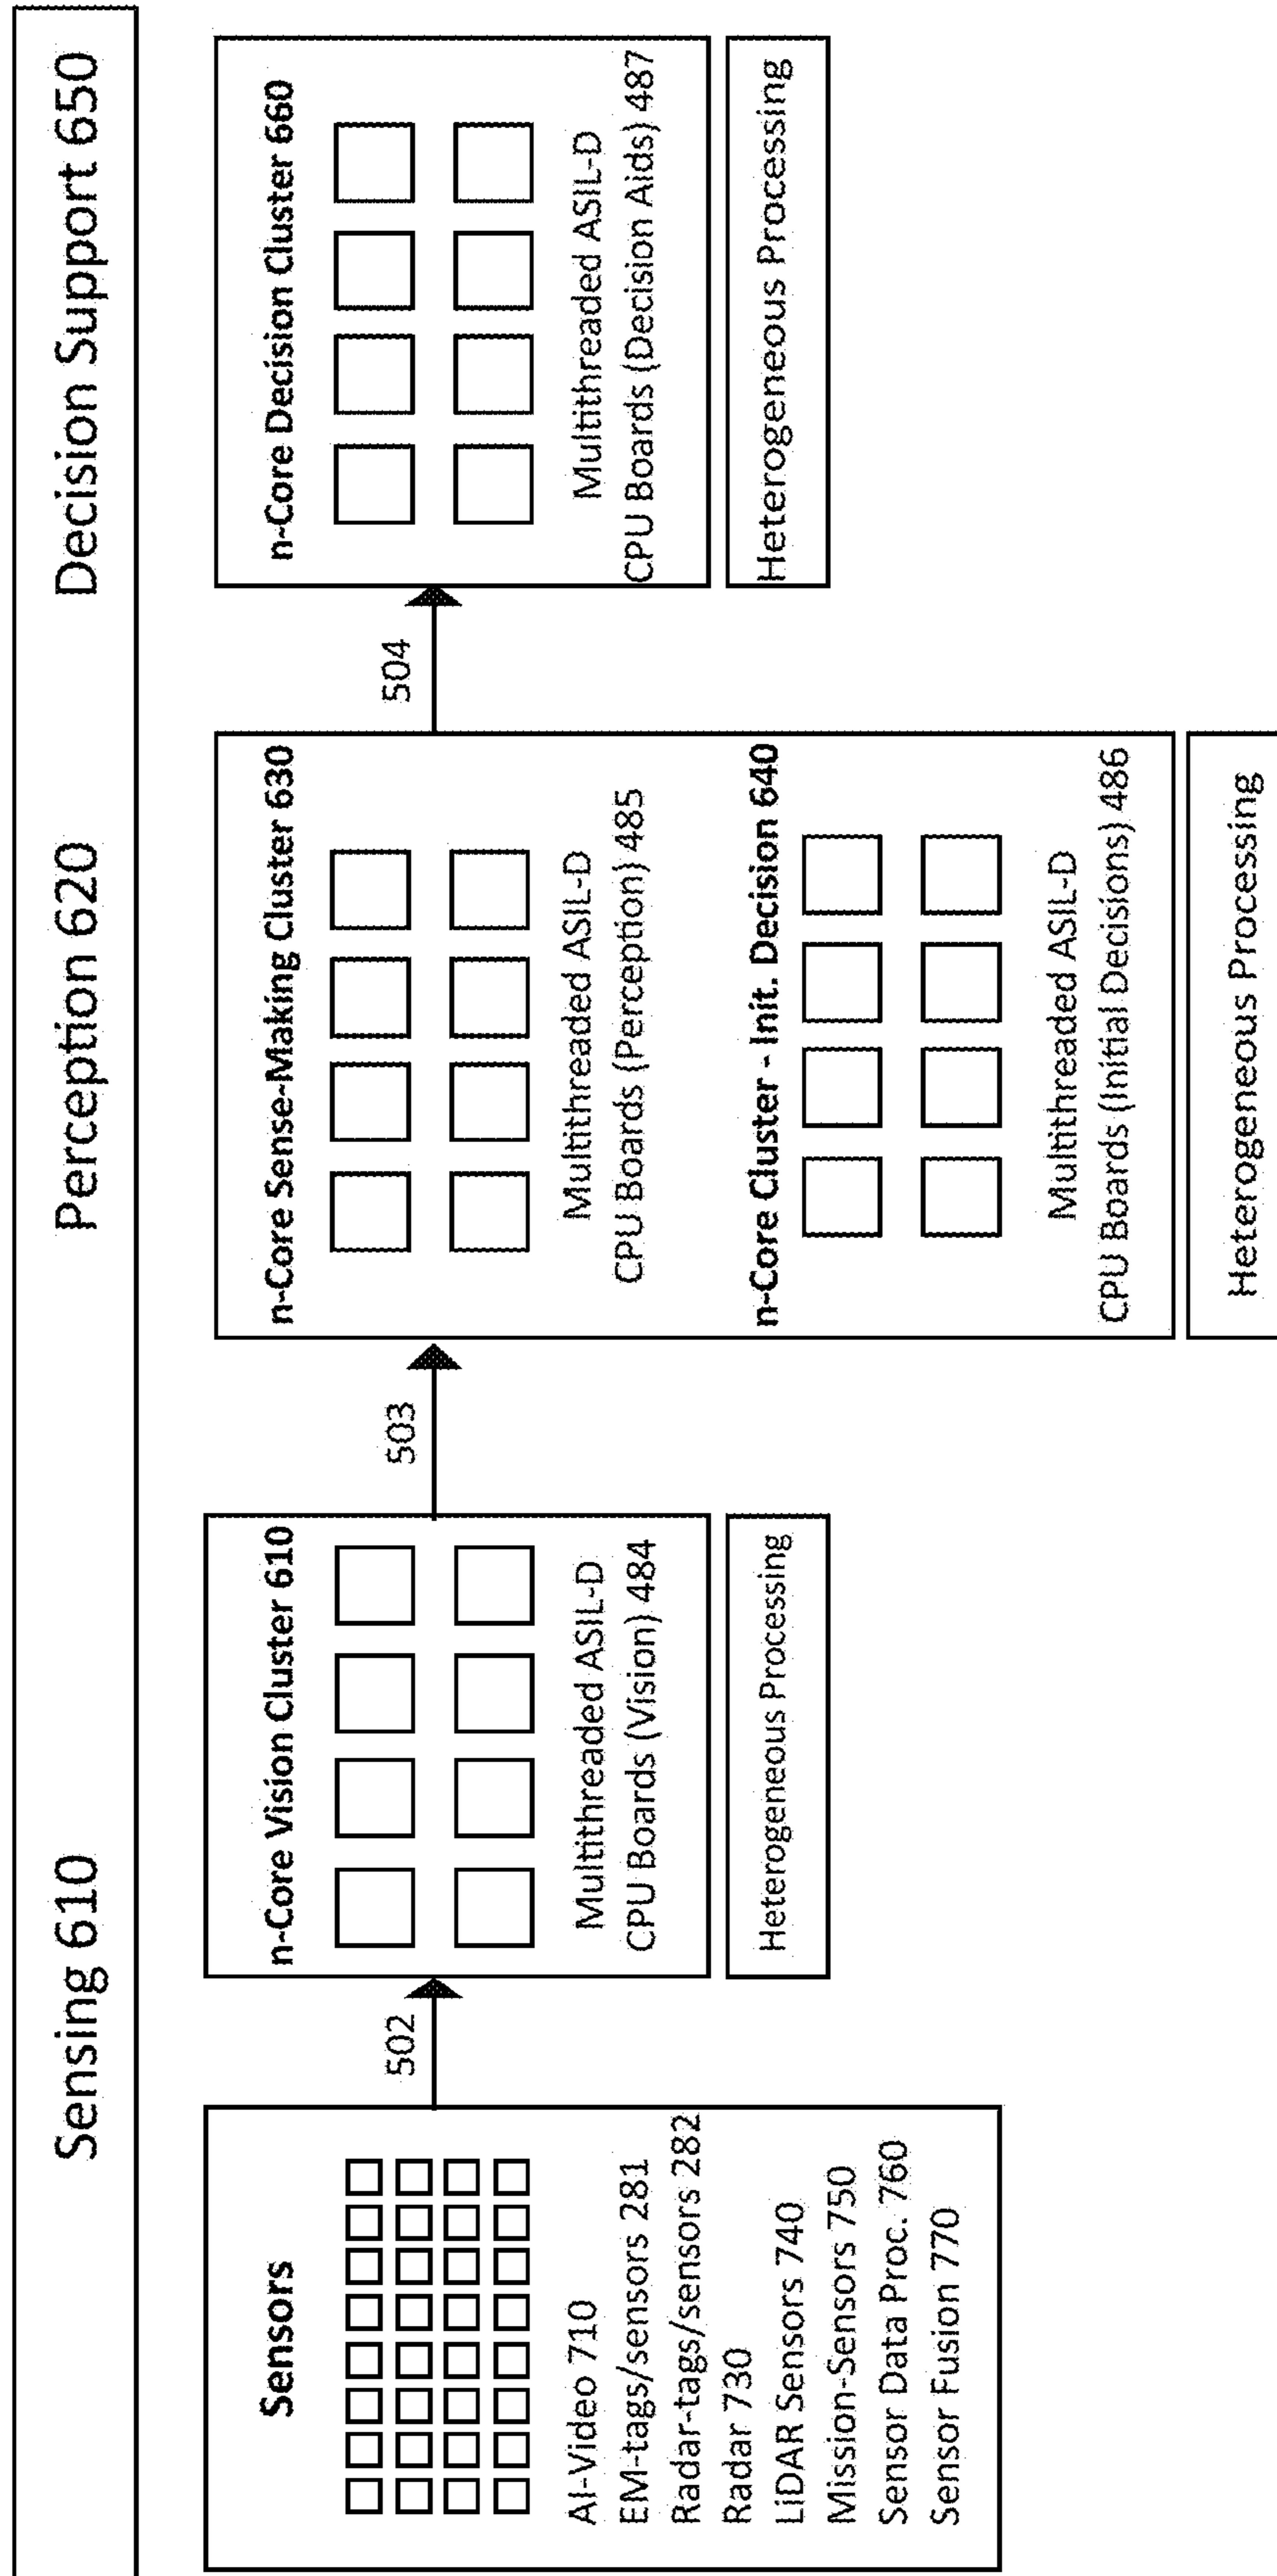 Sensing 610
Perception 620
Decision Support 650
Sensors
AI-Video 710
EM-tags/sensors 281
Radar-tags/sensors 282
Radar 730
LiDAR Sensors 740
Mission-Sensors 750
Sensor Data Proc. 760
Sensor Fusion 770
502
n-Core Vision Cluster 610
Multithreaded ASIL-D
CPU Boards (Vision) 484
Heterogeneous Processing
503
n-Core Sense-Making Cluster 630
Multithreaded ASIL-D
CPU Boards (Perception) 485
n-Core Cluster - Init. Decision 640
Multithreaded ASIL-D
CPU Boards (Initial Decisions) 486
Heterogeneous Processing
504
n-Core Decision Cluster 660
Multithreaded ASIL-D
CPU Boards (Decision Aids) 487
Heterogeneous Processing